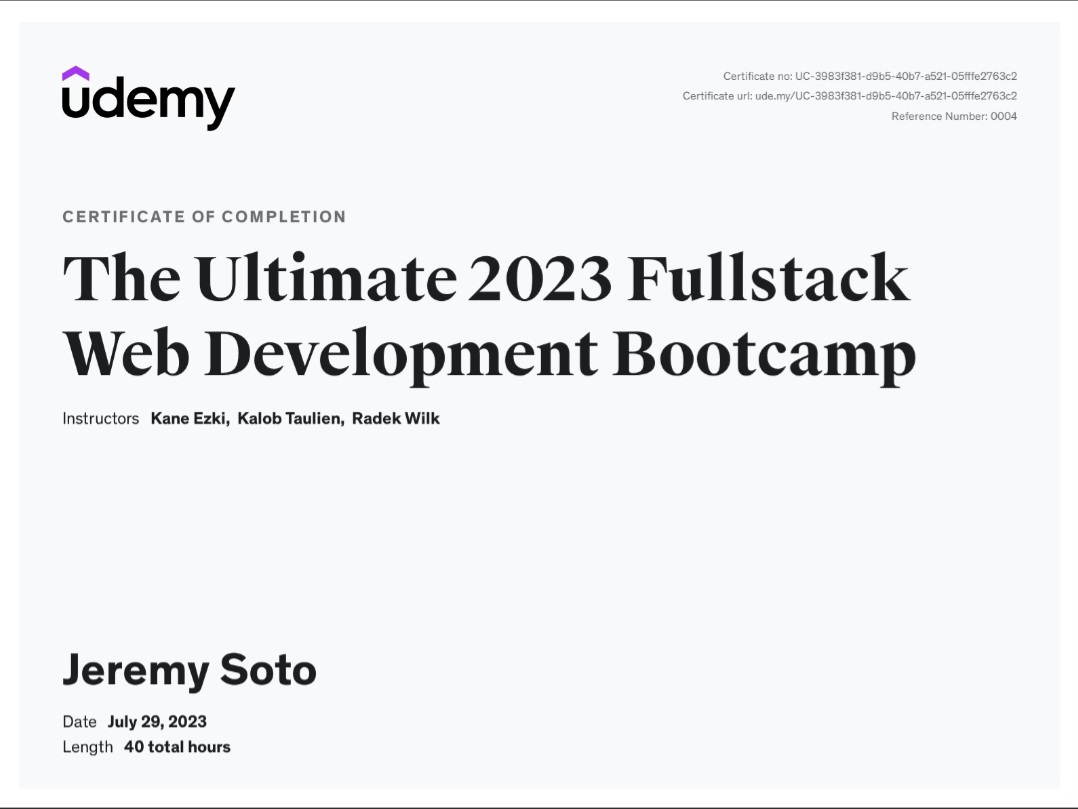 udemy
Certificate no: UC-3983f381-d9b5-40b7-a521-05fffe2763c2
Certificate url: ude.my/UC-3983f381-d9b5-40b7-a521-05fffe2763c2
Reference Number: 0004
CERTIFICATE OF COMPLETION
The Ultimate 2023 Fullstack
Web Development Bootcamp
Instructors Kane Ezki, Kalob Taulien, Radek Wilk
Jeremy Soto
Date July 29, 2023
Length 40 total hours